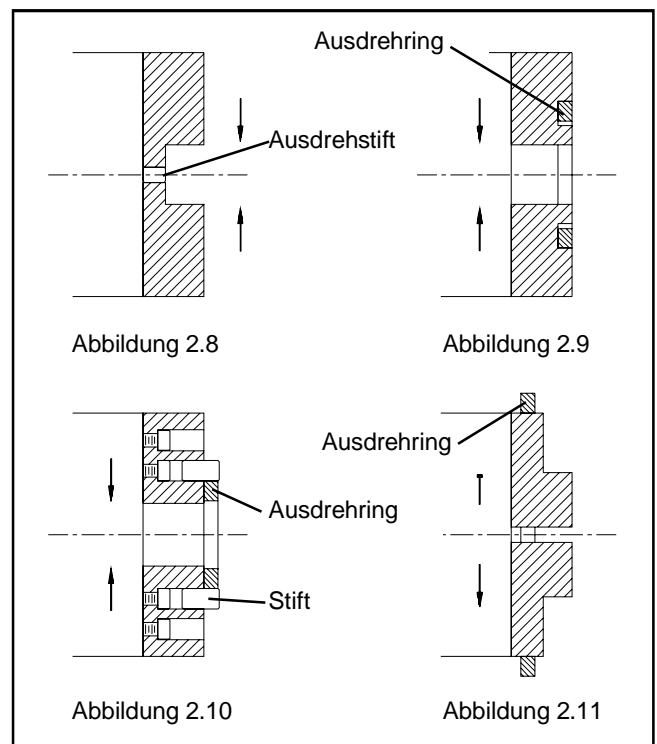 Ausdrehring
Ausdrehstift
Abbildung 2.8
Abbildung 2.9
Ausdrehring
Ausdrehring
Stift
Abbildung 2.10
Abbildung 2.11